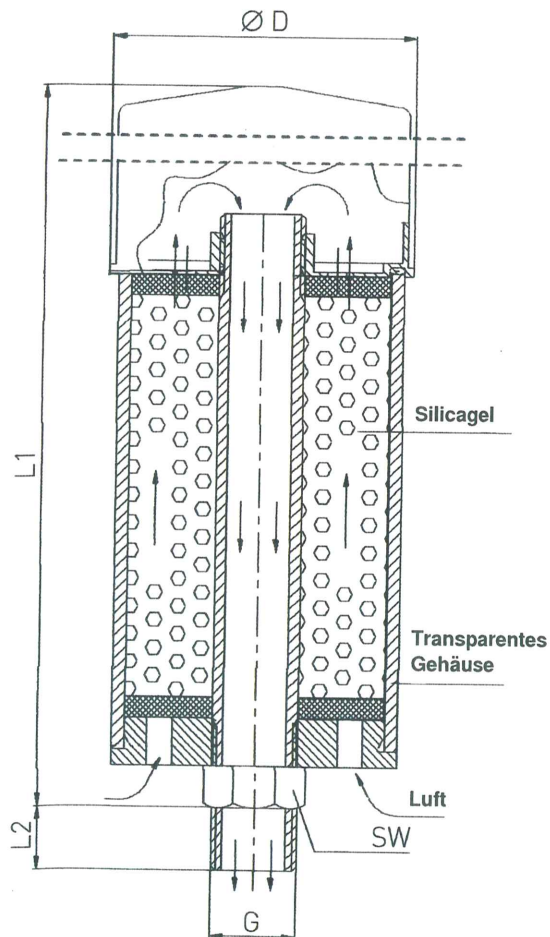 Ø D
L1
Silicagel
Transparentes
Gehäuse
Luft
SW
L2
G